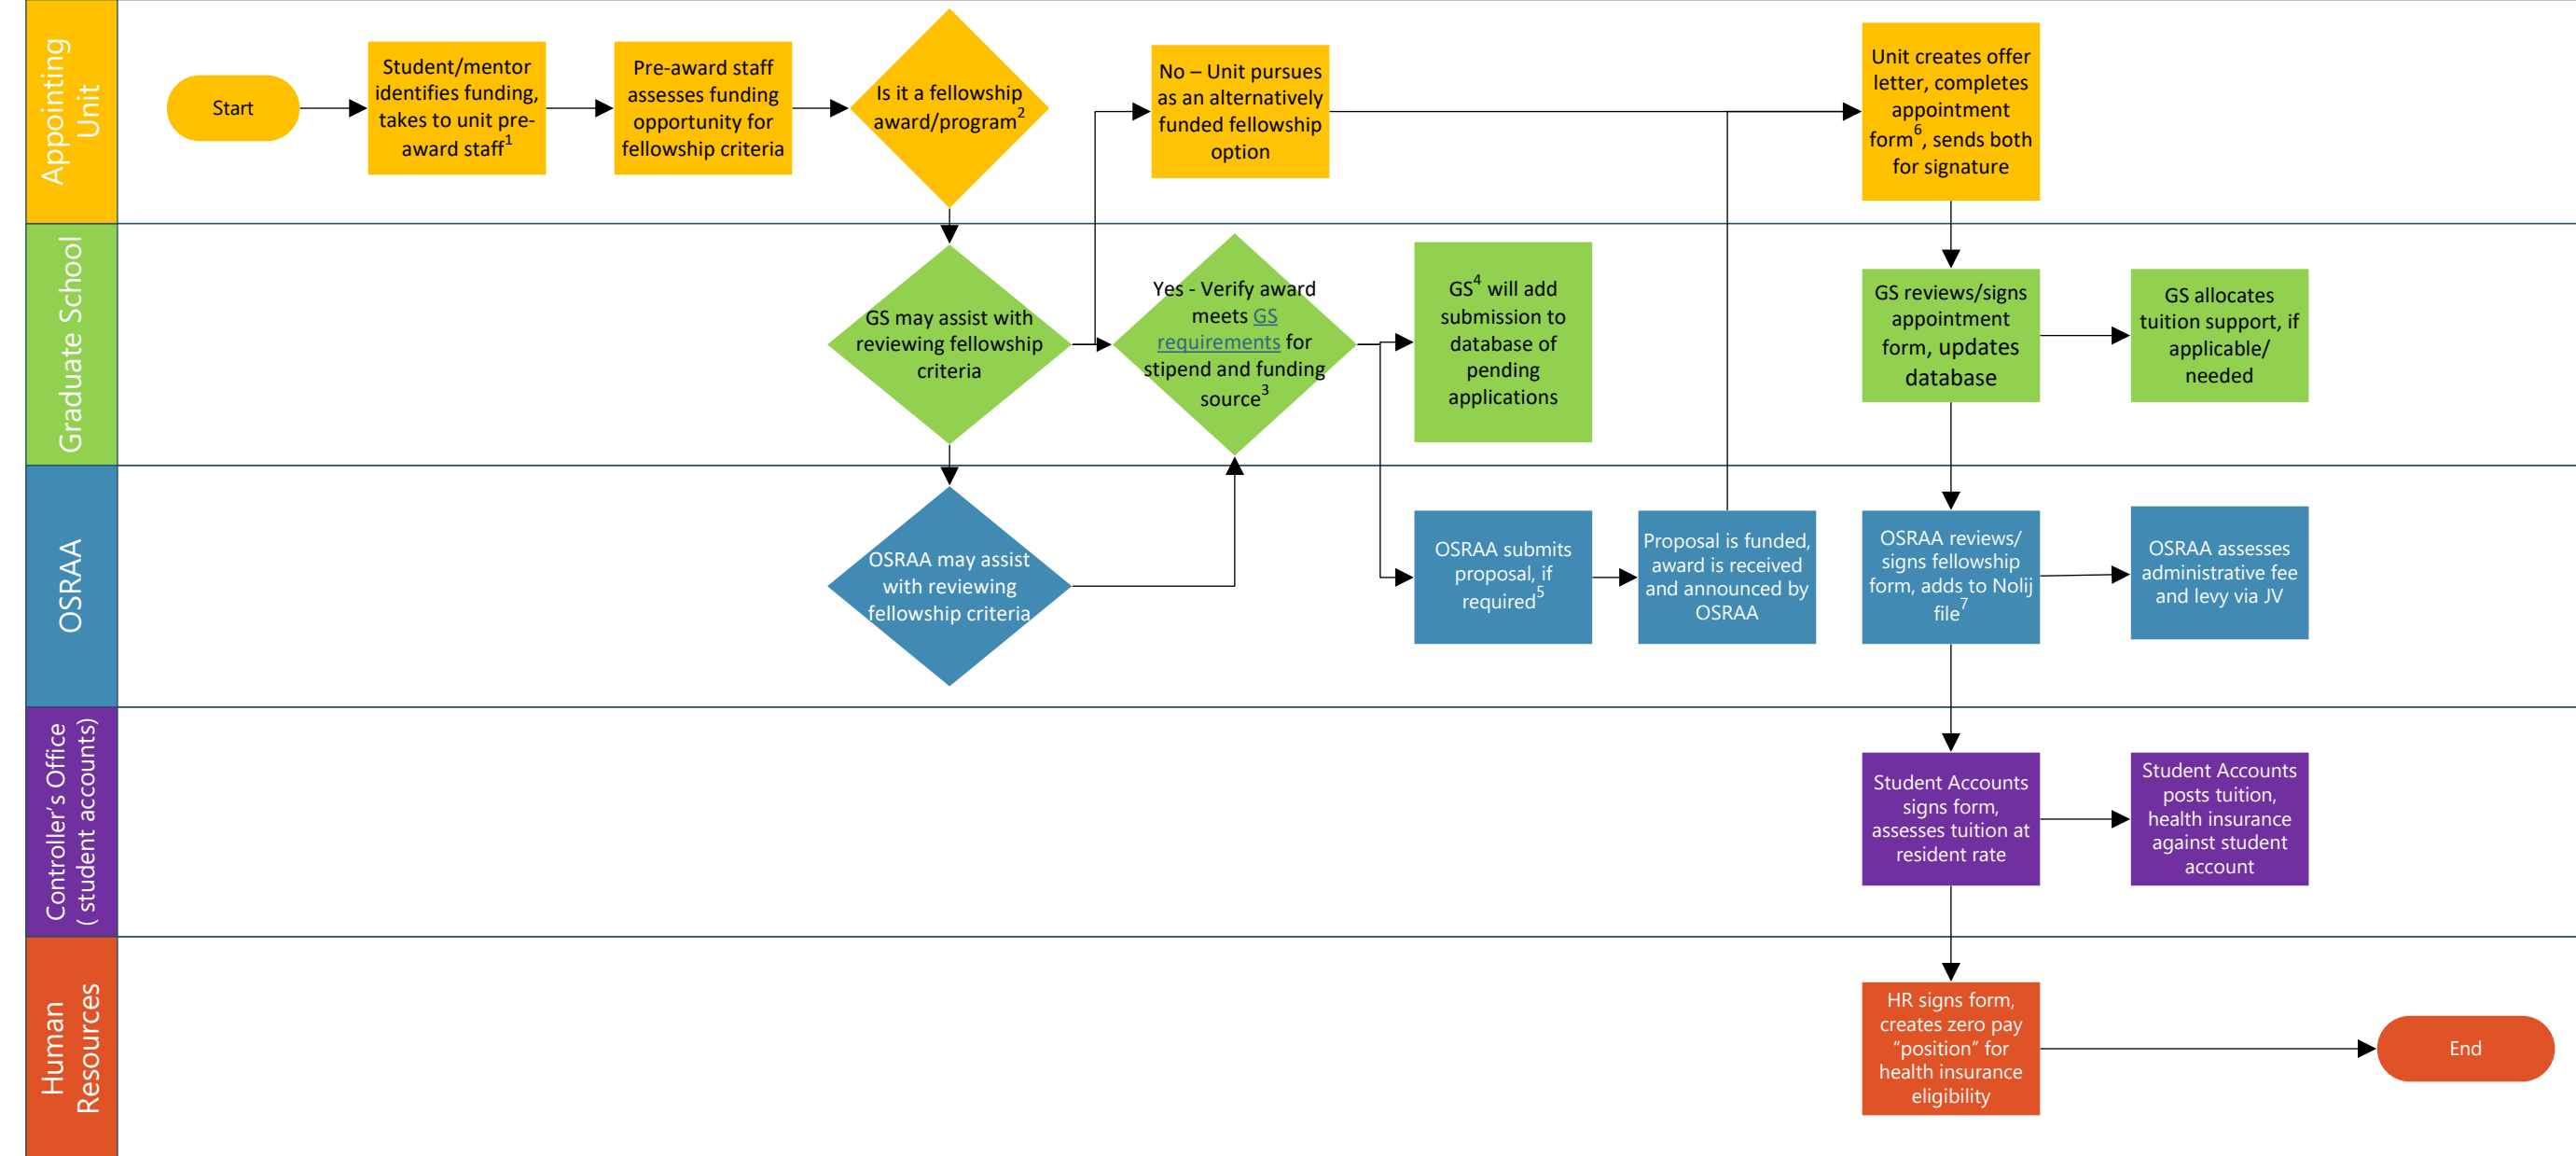 Appointing
Unit
Start
Student/mentor
identifies funding,
takes to unit pre-
award staff1
Pre-award staff
assesses funding
opportunity for
fellowship criteria
Is it a fellowship
award/program2
No – Unit pursues
as an alternatively
funded fellowship
option
Unit creates offer
letter, completes
appointment
form6, sends both
for signature
Graduate School
GS may assist with
reviewing fellowship
criteria
Yes - Verify award
meets GS
requirements for
stipend and funding
source3
GS4 will add
submission to
database of
pending
applications
GS reviews/signs
appointment
form, updates
database
GS allocates
tuition support, if
applicable/
needed
OSRAA
OSRAA may assist
with reviewing
fellowship criteria
OSRAA submits
proposal, if
required5
Proposal is funded,
award is received
and announced by
OSRAA
OSRAA reviews/
signs fellowship
form, adds to Nolij
file7
OSRAA assesses
administrative fee
and levy via JV
Controller's Office
( student accounts)
Student Accounts
signs form,
assesses tuition at
resident rate
Student Accounts
posts tuition,
health insurance
against student
account
Human
Resources
HR signs form,
creates zero pay
“position” for
health insurance
eligibility
End